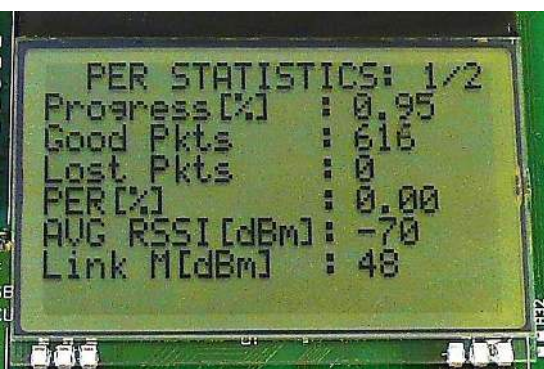 PER STATISTICS: 1/2
Progress[%] : 0.95
Good Pkts : 616
Lost Pkts : 0
PER[%] : 0.00
AVG RSSI[dBm]: -70
Link M[dBm] : 48